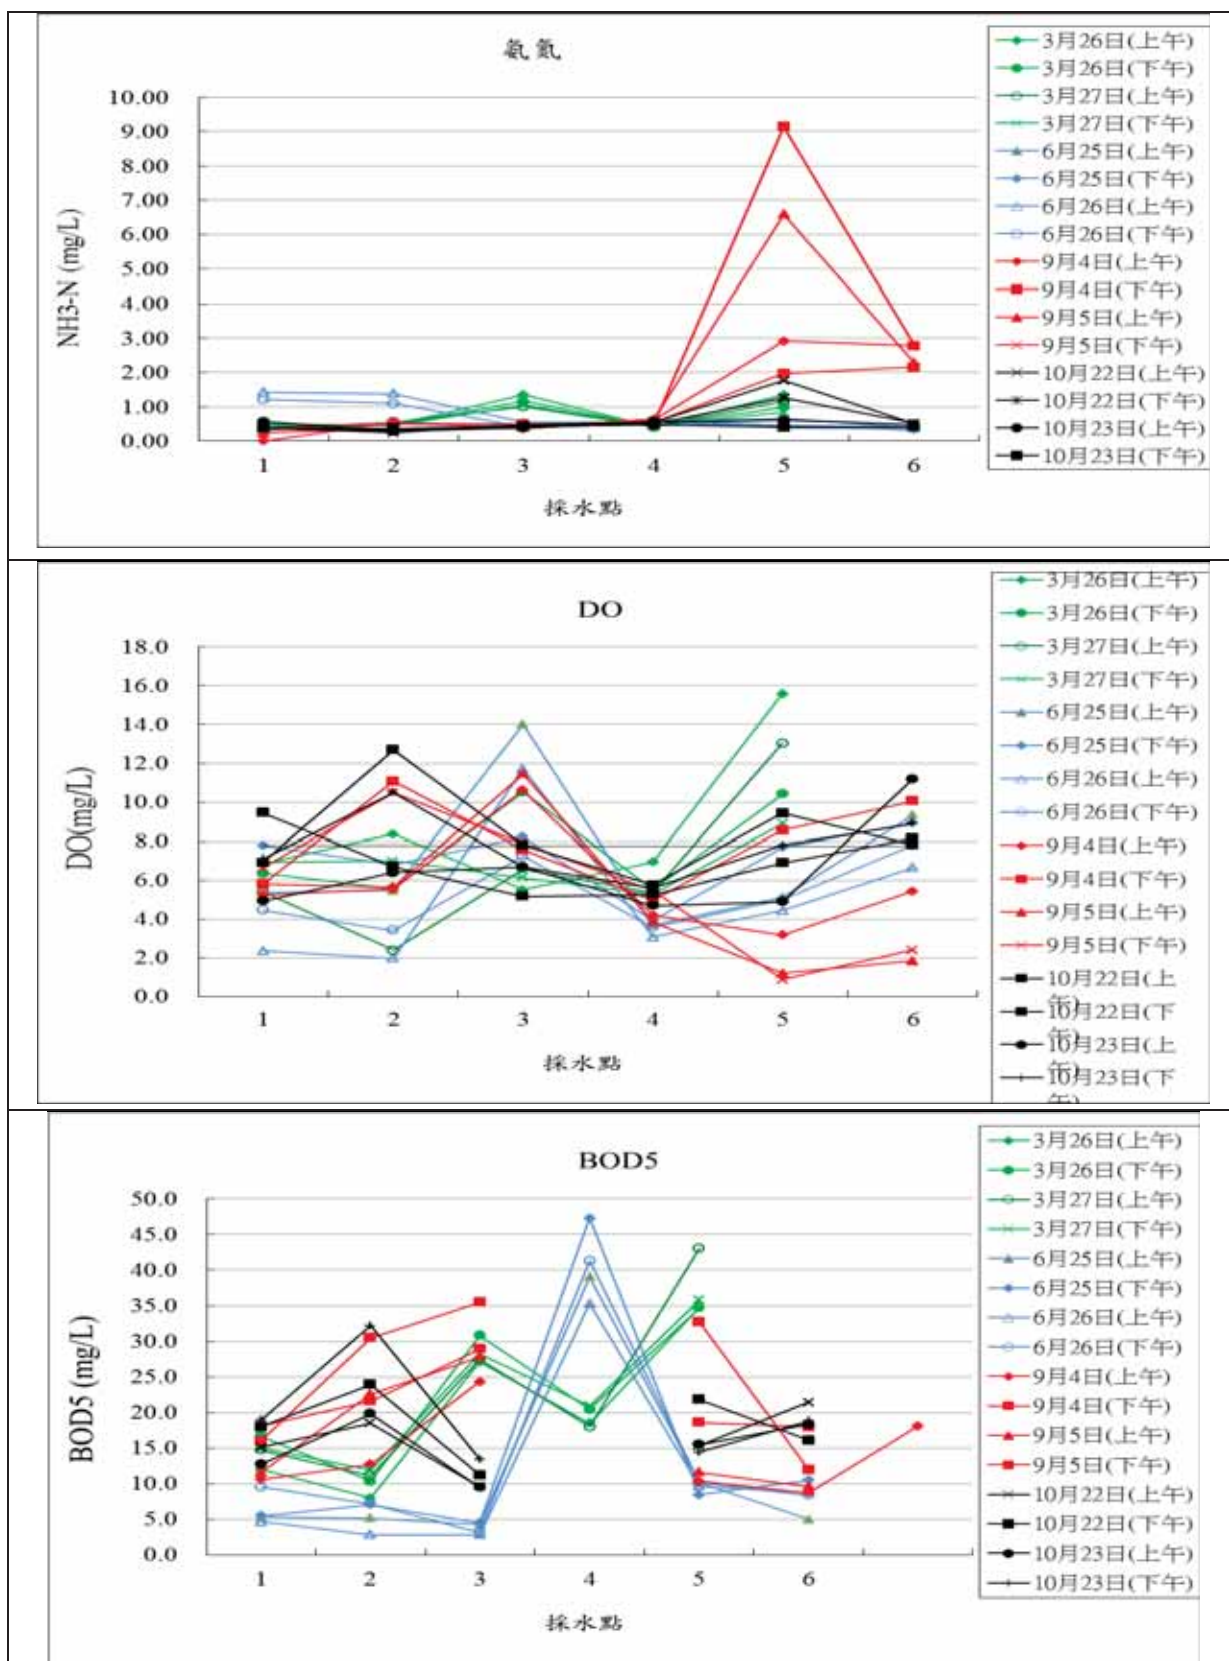 氨氮
NH3-N (mg/L)
10.00
9.00
8.00
7.00
6.00
5.00
4.00
3.00
2.00
1.00
0.00
1 2 3 4 5 6
採水點
3月26日(上午)
3月26日(下午)
3月27日(上午)
3月27日(下午)
6月25日(上午)
6月25日(下午)
6月26日(上午)
6月26日(下午)
9月4日(上午)
9月4日(下午)
9月5日(上午)
9月5日(下午)
10月22日(上午)
10月22日(下午)
10月23日(上午)
10月23日(下午)
DO
DO(mg/L)
18.0
16.0
14.0
12.0
10.0
8.0
6.0
4.0
2.0
0.0
1 2 3 4 5 6
採水點
3月26日(上午)
3月26日(下午)
3月27日(上午)
3月27日(下午)
6月25日(上午)
6月25日(下午)
6月26日(上午)
6月26日(下午)
9月4日(上午)
9月4日(下午)
9月5日(上午)
9月5日(下午)
10月22日(上
午)
10月22日(下
午)
10月23日(上
午)
10月23日(下
午)
BOD5
BOD5 (mg/L)
50.0
45.0
40.0
35.0
30.0
25.0
20.0
15.0
10.0
5.0
0.0
1 2 3 4 5 6
採水點
3月26日(上午)
3月26日(下午)
3月27日(上午)
3月27日(下午)
6月25日(上午)
6月25日(下午)
6月26日(上午)
6月26日(下午)
9月4日(上午)
9月4日(下午)
9月5日(上午)
9月5日(下午)
10月22日(上午)
10月22日(下午)
10月23日(上午)
10月23日(下午)